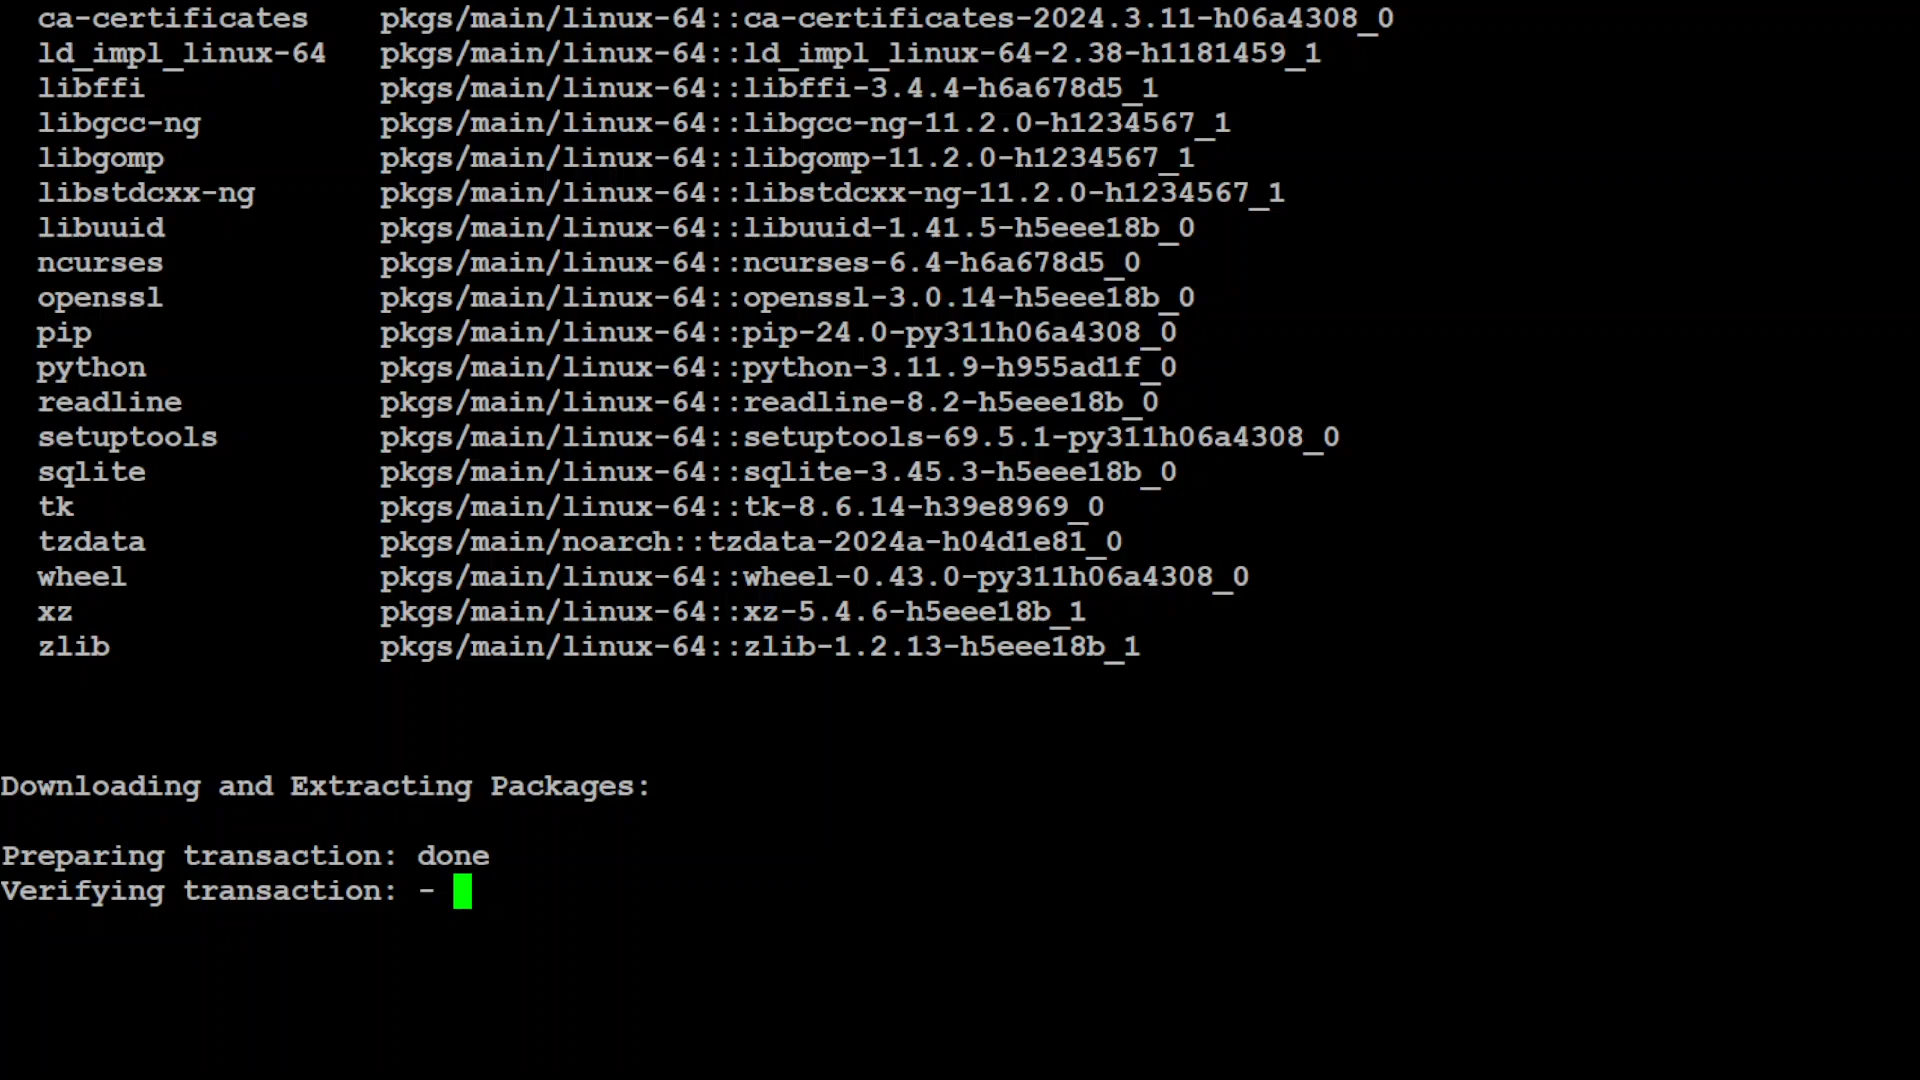 ca-certificates    pkgs/main/linux-64::ca-certificates-2024.3.11-h06a4308_0
ld_impl_linux-64   pkgs/main/linux-64::ld_impl_linux-64-2.38-h1181459_1
libffi             pkgs/main/linux-64::libffi-3.4.4-h6a678d5_1
libgcc-ng          pkgs/main/linux-64::libgcc-ng-11.2.0-h1234567_1
libgomp            pkgs/main/linux-64::libgomp-11.2.0-h1234567_1
libstdcxx-ng       pkgs/main/linux-64::libstdcxx-ng-11.2.0-h1234567_1
libuuid            pkgs/main/linux-64::libuuid-1.41.5-h5eee18b_0
ncurses            pkgs/main/linux-64::ncurses-6.4-h6a678d5_0
openssl            pkgs/main/linux-64::openssl-3.0.14-h5eee18b_0
pip                pkgs/main/linux-64::pip-24.0-py311h06a4308_0
python             pkgs/main/linux-64::python-3.11.9-h955ad1f_0
readline           pkgs/main/linux-64::readline-8.2-h5eee18b_0
setuptools         pkgs/main/linux-64::setuptools-69.5.1-py311h06a4308_0
sqlite             pkgs/main/linux-64::sqlite-3.45.3-h5eee18b_0
tk                 pkgs/main/linux-64::tk-8.6.14-h39e8969_0
tzdata             pkgs/main/noarch::tzdata-2024a-h04d1e81_0
wheel              pkgs/main/linux-64::wheel-0.43.0-py311h06a4308_0
xz                 pkgs/main/linux-64::xz-5.4.6-h5eee18b_1
zlib               pkgs/main/linux-64::zlib-1.2.13-h5eee18b_1
Downloading and Extracting Packages:
Preparing transaction: done
Verifying transaction: -